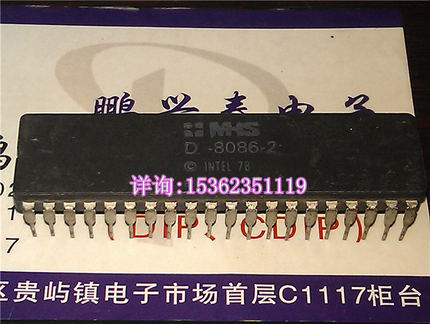 鹏兴泰电子
MHS
D -8086-2
© INTEL 78
详询:15362351119
(DIP, CDIP)
区贵屿镇电子市场首层C1117柜台